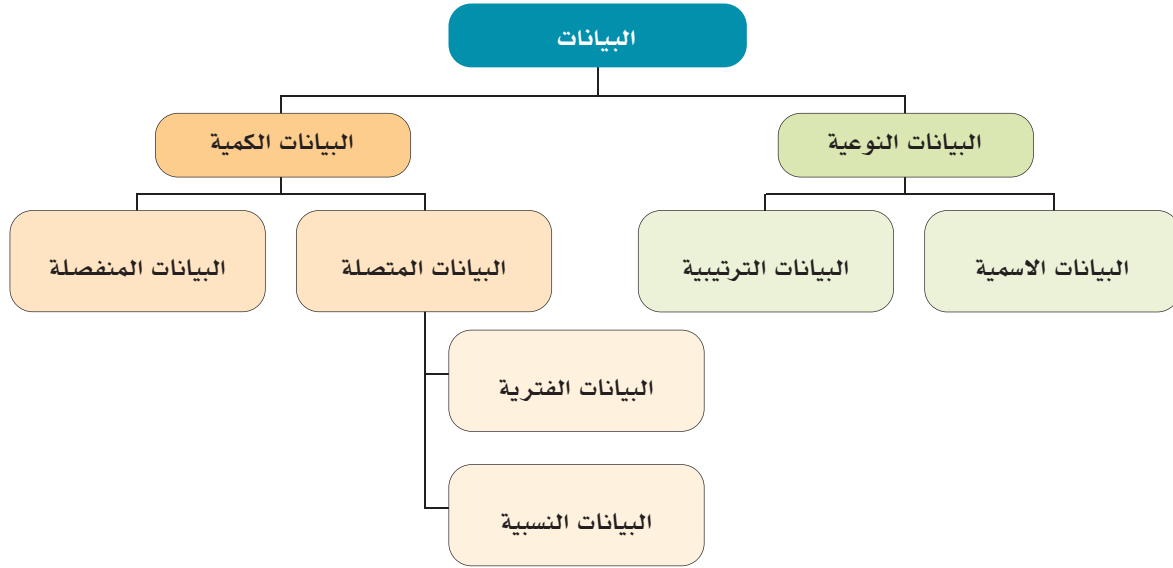 البيانات
البيانات النوعية
البيانات الكمية
البيانات الاسمية
البيانات الترتيبية
البيانات المتصلة
البيانات المنفصلة
البيانات الفترية
البيانات النسبية